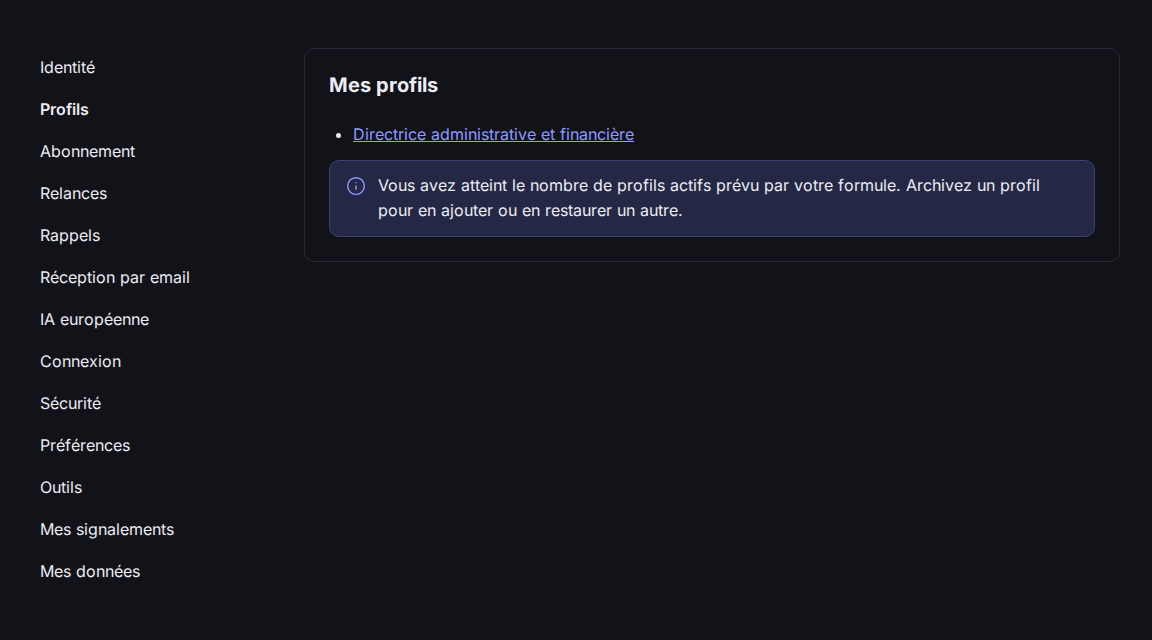 Identité
Profils
Abonnement
Relances
Rappels
Réception par email
IA européenne
Connexion
Sécurité
Préférences
Outils
Mes signalements
Mes données
Mes profils
Directrice administrative et financière
Vous avez atteint le nombre de profils actifs prévu par votre formule. Archivez un profil
pour en ajouter ou en restaurer un autre.